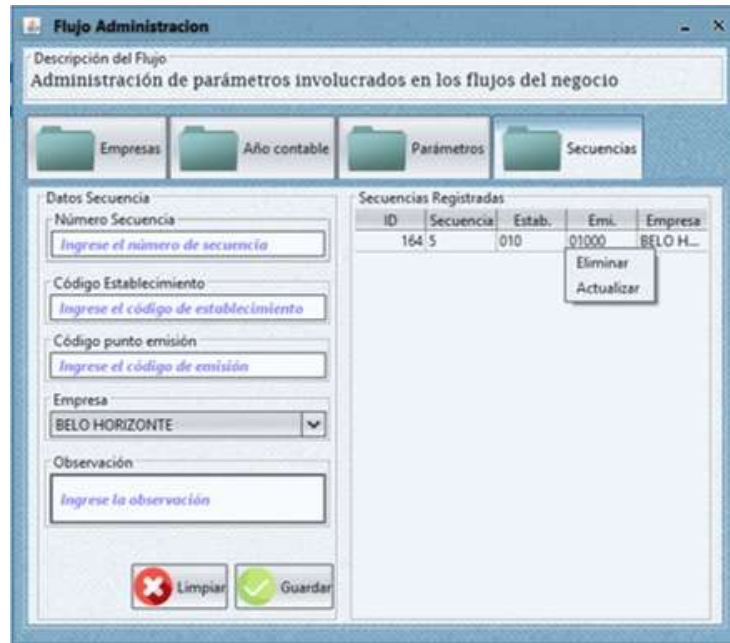 Flujo Administracion
Descripción del Flujo
Administración de parámetros involucrados en los flujos del negocio
Empresas
Año contable
Parámetros
Secuencias
Datos Secuencia
Número Secuencia
Ingrese el número de secuencia
Código Establecimiento
Ingrese el código de establecimiento
Código punto emisión
Ingrese el código de emisión
Empresa
BELO HORIZONTE
Observación
Ingrese la observación
Limpiar
Guardar
Secuencias Registradas
ID Secuencia Estab. Emi. Empresa
164 5 010 01000 BELO H...
Eliminar
Actualizar